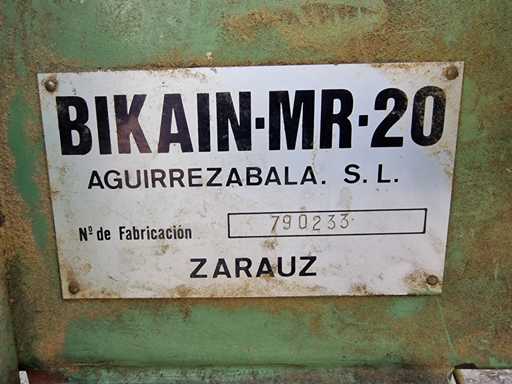 BIKAIN·MR·20
AGUIRREZABALA. S. L.
Nº de Fabricación 790233
ZARAUZ